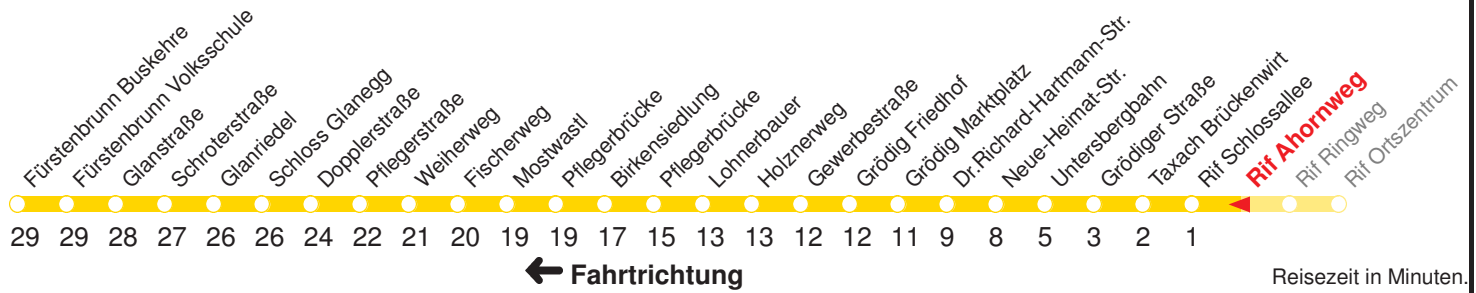 Fürstenbrunn Buskehre
Fürstenbrunn Volksschule
Glanstraße
Schroterstraße
Glanriedel
Schloss Glanegg
Dopplerstraße
Pflegerstraße
Weiherweg
Fischerweg
Mostwastl
Pflegerbrücke
Birkensiedlung
Pflegerbrücke
Lohnerbauer
Holznerweg
Gewerbestraße
Grödig Friedhof
Grödig Marktplatz
Dr.Richard-Hartmann-Str.
Neue-Heimat-Str.
Untersbergbahn
Grödiger Straße
Taxach Brückenwirt
Rif Schlossallee
Rif Ahornweg
Rif Ringweg
Rif Ortszentrum
29 29 28 27 26 26 24 22 21 20 19 19 17 15 13 13 12 12 11 9 8 5 3 2 1
Fahrtrichtung
Reisezeit in Minuten.